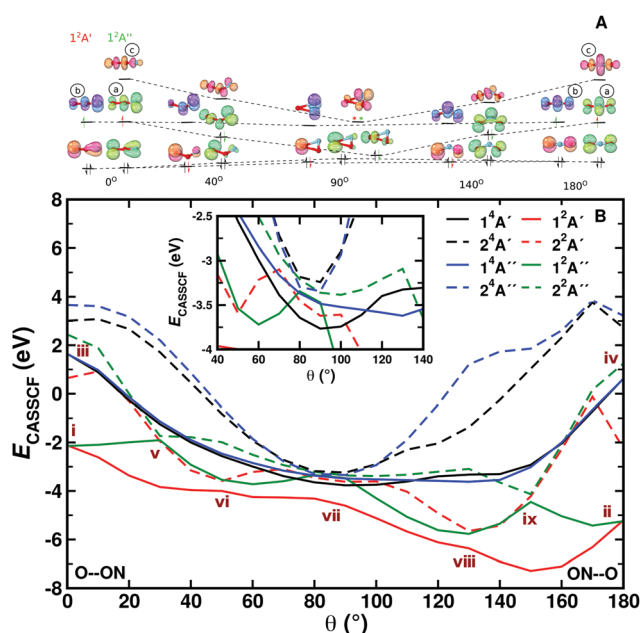 A
1²A′ 1²A″
c
c
b a
b a
0° 40° 90° 140° 180°
B
8
6
4
2
0
-2
-4
-6
-8
E_CASSCF (eV)
-2.5
-3
-3.5
-4
E_CASSCF (eV)
40 60 80 100 120 140
θ (°)
1⁴A′ 1²A′
2⁴A′ 2²A′
1⁴A″ 1²A″
2⁴A″ 2²A″
iii
iv
i
v
vi
vii
viii
ix
ii
O--ON
ON--O
0 20 40 60 80 100 120 140 160 180
θ (°)